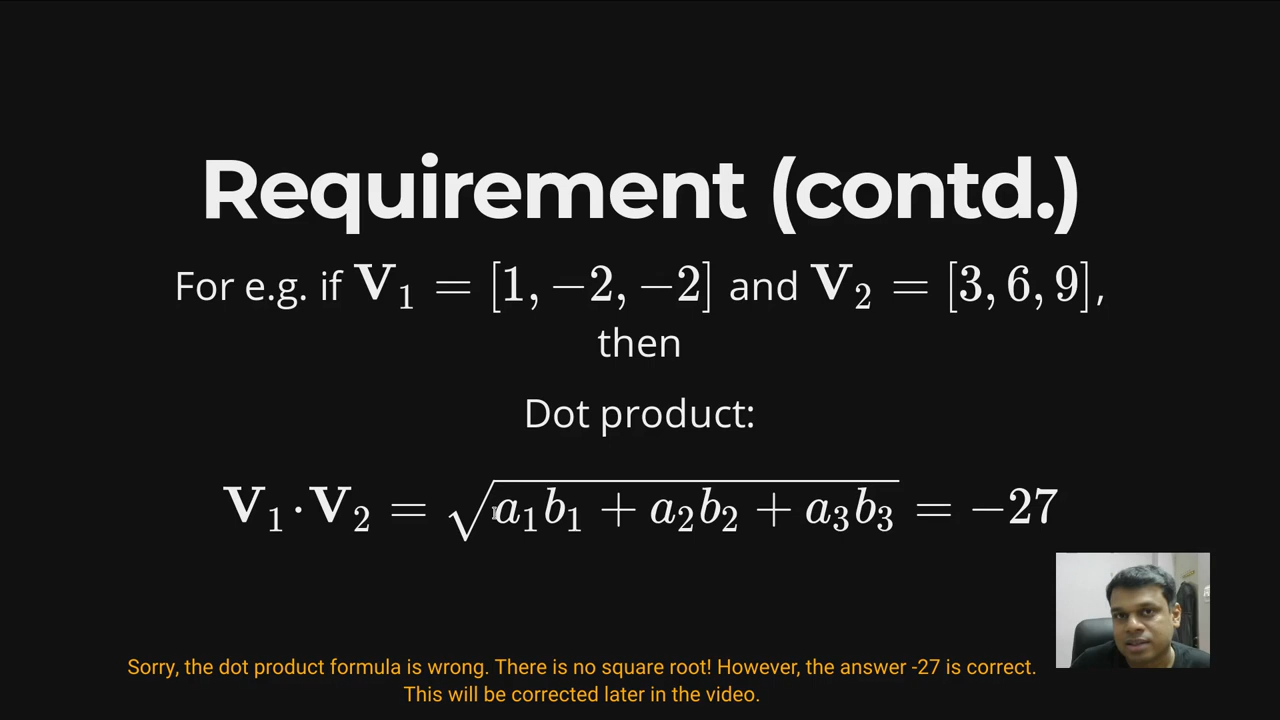 Requirement (contd.)
For e.g. if V₁ = [1, −2, −2] and V₂ = [3, 6, 9],
then
Dot product:
V₁·V₂ = √(a₁b₁ + a₂b₂ + a₃b₃) = −27
Sorry, the dot product formula is wrong. There is no square root! However, the answer -27 is correct.
This will be corrected later in the video.